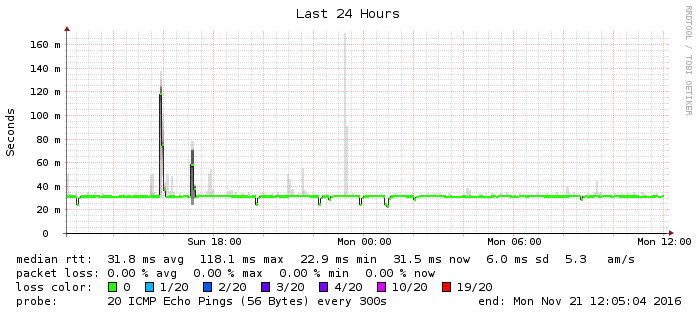 Last 24 Hours
RRDTOOL / TOBI OETIKER
Seconds
160 m
140 m
120 m
100 m
80 m
60 m
40 m
20 m
0
Sun 18:00 Mon 00:00 Mon 06:00 Mon 12:00
median rtt: 31.8 ms avg 118.1 ms max 22.9 ms min 31.5 ms now 6.0 ms sd 5.3 am/s
packet loss: 0.00 % avg 0.00 % max 0.00 % min 0.00 % now
loss color: 0 1/20 2/20 3/20 4/20 10/20 19/20
probe: 20 ICMP Echo Pings (56 Bytes) every 300s end: Mon Nov 21 12:05:04 2016